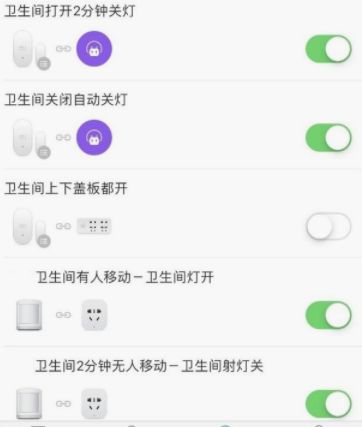 卫生间打开2分钟关灯
卫生间关闭自动关灯
卫生间上下盖板都开
卫生间有人移动－卫生间灯开
卫生间2分钟无人移动－卫生间射灯关